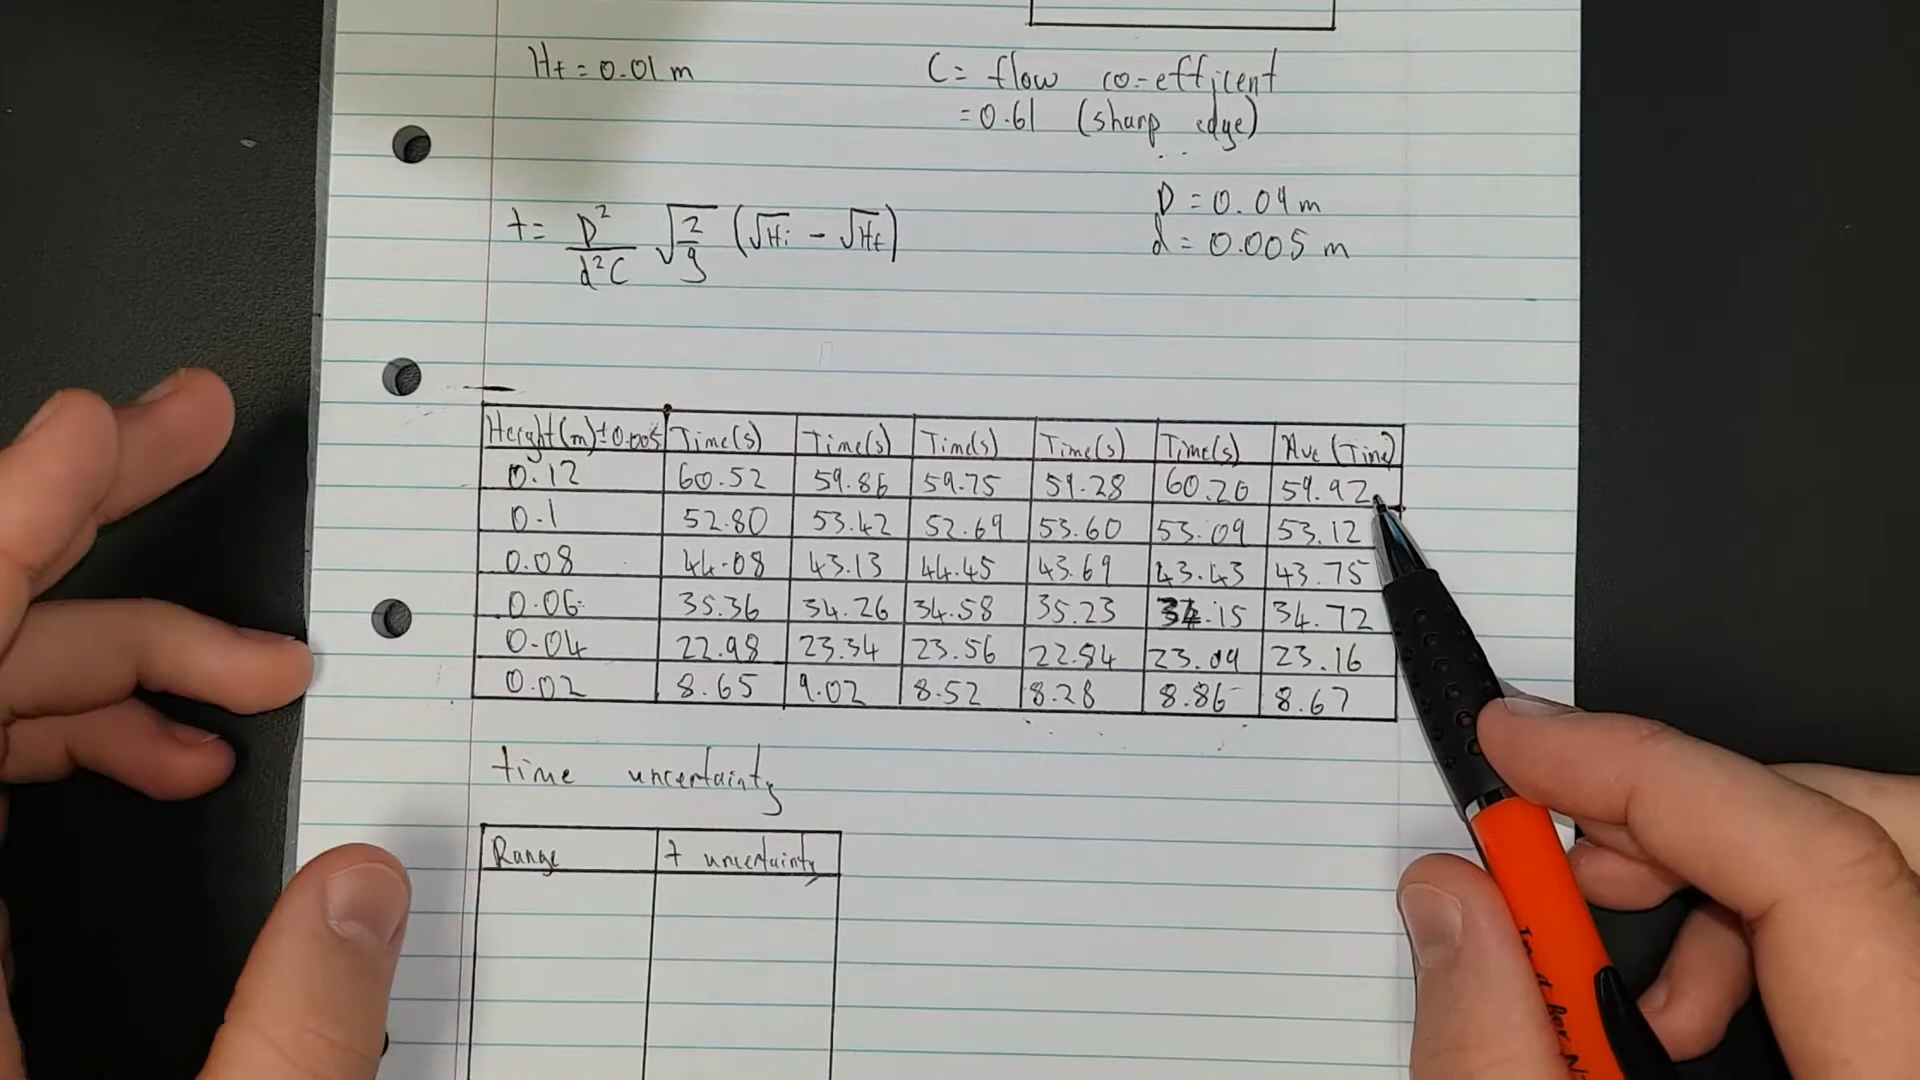 Hf = 0.01 m
C = flow co-efficent
= 0.61 (sharp edge)
D = 0.04 m
d = 0.005 m
t = D²/d²C √2/g (√Hi - √Hf)
Height(m)±0.005 Time(s) Time(s) Time(s) Time(s) Time(s) Ave (Time)
0.12 60.52 59.86 59.75 59.28 60.20 59.92
0.1 52.80 53.42 52.69 53.60 53.09 53.12
0.08 44.08 43.13 44.45 43.69 43.43 43.75
0.06 35.36 34.26 34.58 35.23 34.15 34.72
0.04 22.98 23.34 23.56 22.84 23.09 23.16
0.02 8.65 9.02 8.52 8.28 8.86 8.67
time uncertainty
Range t uncertainty